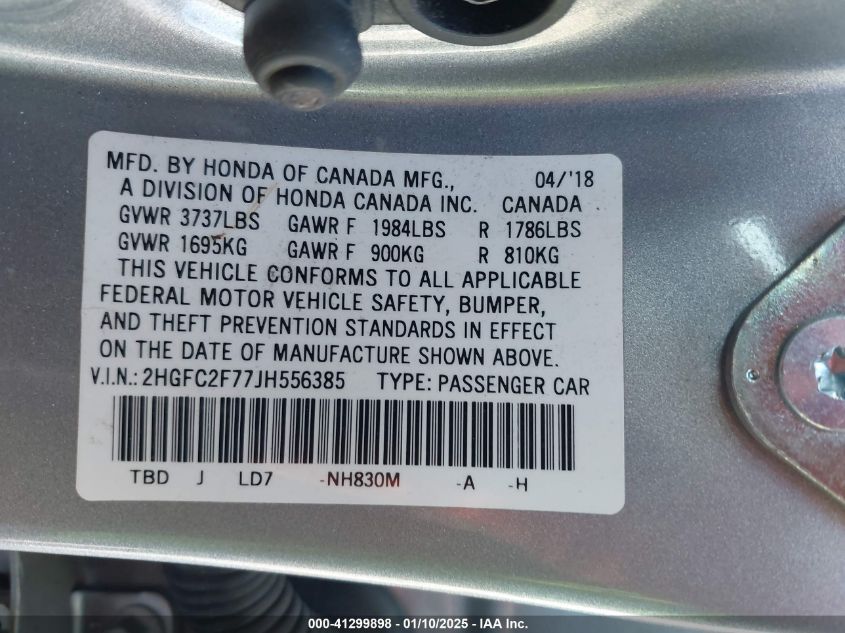 MFD. BY HONDA OF CANADA MFG., 04/'18
A DIVISION OF HONDA CANADA INC. CANADA
GVWR 3737LBS GAWR F 1984LBS R 1786LBS
GVWR 1695KG GAWR F 900KG R 810KG
THIS VEHICLE CONFORMS TO ALL APPLICABLE
FEDERAL MOTOR VEHICLE SAFETY, BUMPER,
AND THEFT PREVENTION STANDARDS IN EFFECT
ON THE DATE OF MANUFACTURE SHOWN ABOVE.
V.I.N.: 2HGFC2F77JH556385 TYPE: PASSENGER CAR
TBD J LD7 -NH830M -A -H
000-41299898 - 01/10/2025 - IAA Inc.